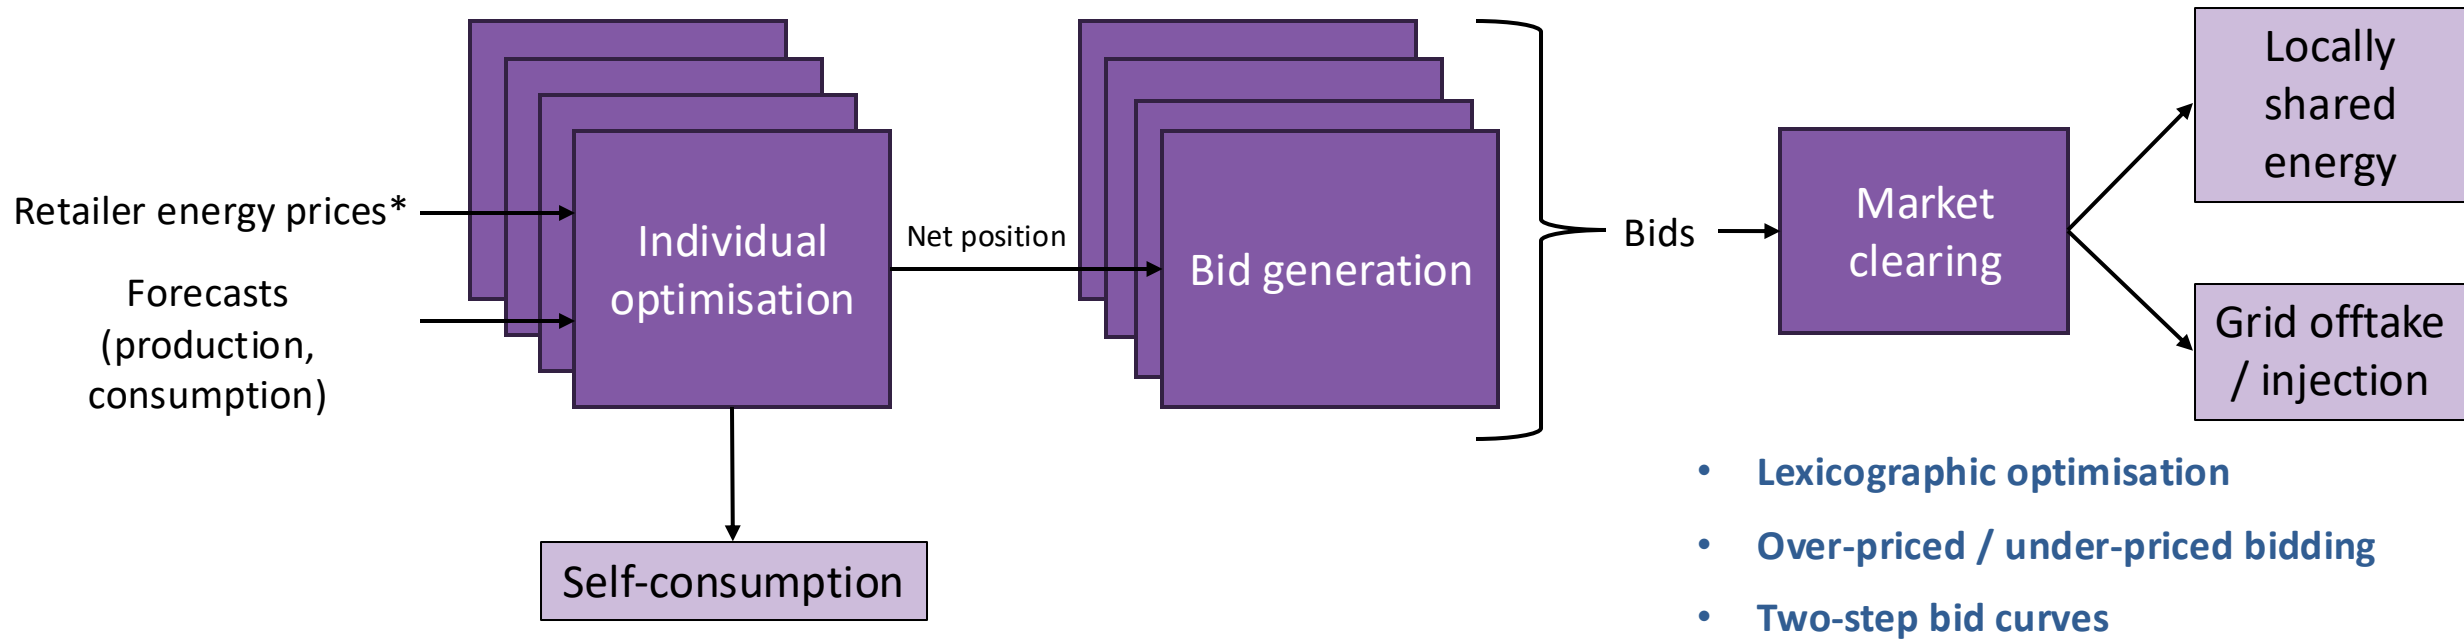 Retailer energy prices*
Forecasts
(production,
consumption)
Individual
optimisation
Net position
Bid generation
Bids
Market
clearing
Locally
shared
energy
Grid offtake
/ injection
Self-consumption
• Lexicographic optimisation
• Over-priced / under-priced bidding
• Two-step bid curves